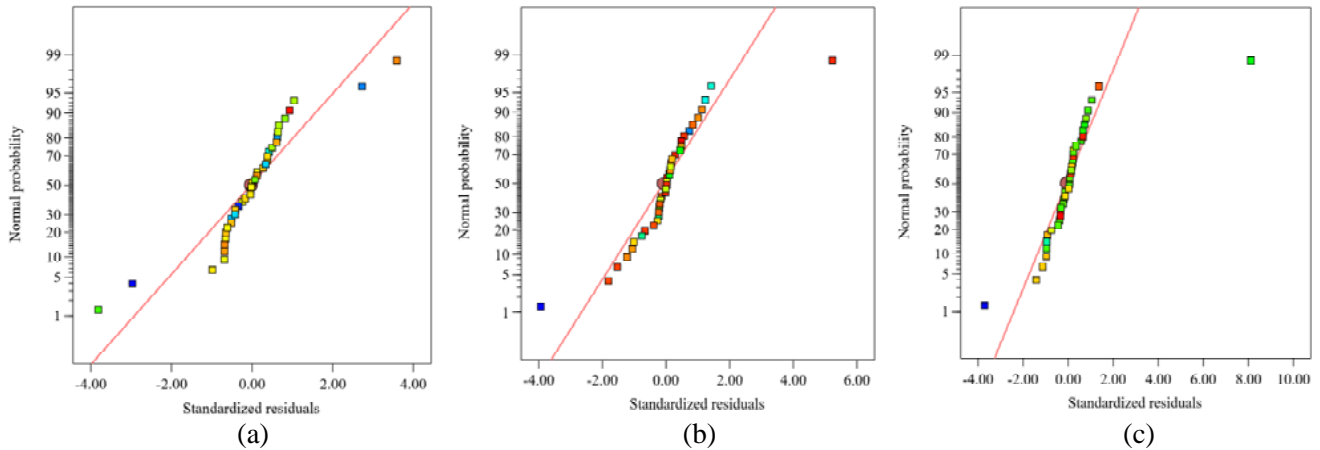 Normal probability
99
95
90
80
70
50
30
20
10
5
1
-4.00 -2.00 0.00 2.00 4.00
Standardized residuals
(a)
Normal probability
99
95
90
80
70
50
30
20
10
5
1
-4.00 -2.00 0.00 2.00 4.00 6.00
Standardized residuals
(b)
Normal probability
99
95
90
80
70
50
30
20
10
5
1
-4.00 -2.00 0.00 2.00 4.00 6.00 8.00 10.00
Standardized residuals
(c)